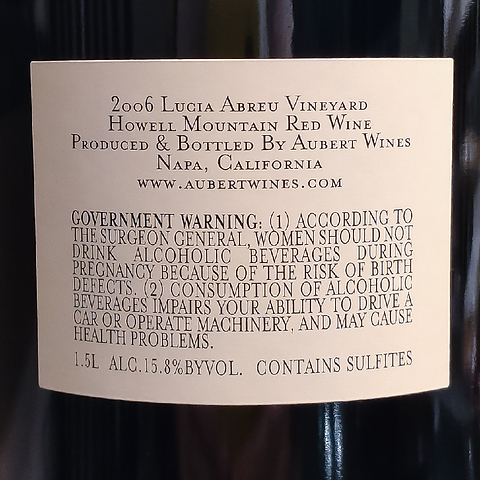 2006 Lucia Abreu Vineyard
Howell Mountain Red Wine
Produced & Bottled By Aubert Wines
Napa, California
www.aubertwines.com
GOVERNMENT WARNING: (1) ACCORDING TO
THE SURGEON GENERAL, WOMEN SHOULD NOT
DRINK ALCOHOLIC BEVERAGES DURING
PREGNANCY BECAUSE OF THE RISK OF BIRTH
DEFECTS. (2) CONSUMPTION OF ALCOHOLIC
BEVERAGES IMPAIRS YOUR ABILITY TO DRIVE A
CAR OR OPERATE MACHINERY, AND MAY CAUSE
HEALTH PROBLEMS.
1.5L ALC.15.8%BYVOL. CONTAINS SULFITES